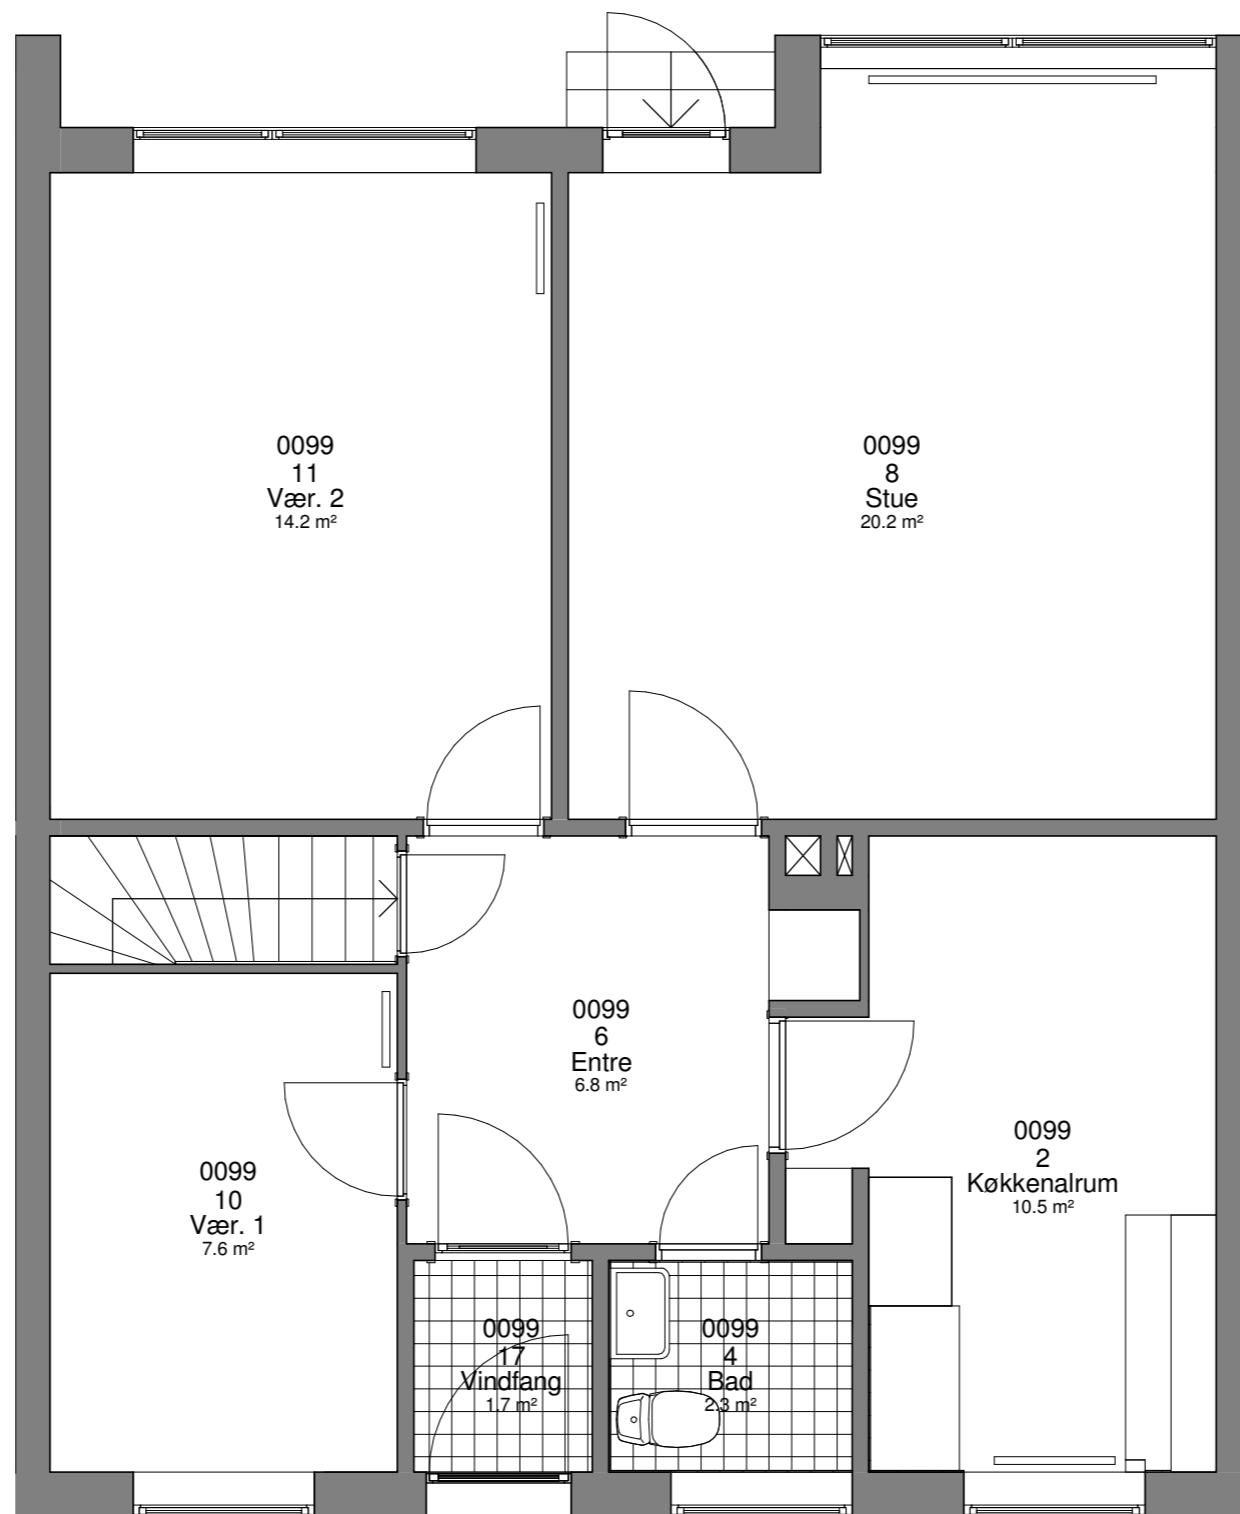 0099
11
Vær. 2
14.2 m²
0099
8
Stue
20.2 m²
0099
6
Entre
6.8 m²
0099
2
Køkkenalrum
10.5 m²
0099
10
Vær. 1
7.6 m²
0099
17
Vindfang
1.7 m²
0099
4
Bad
2.3 m²